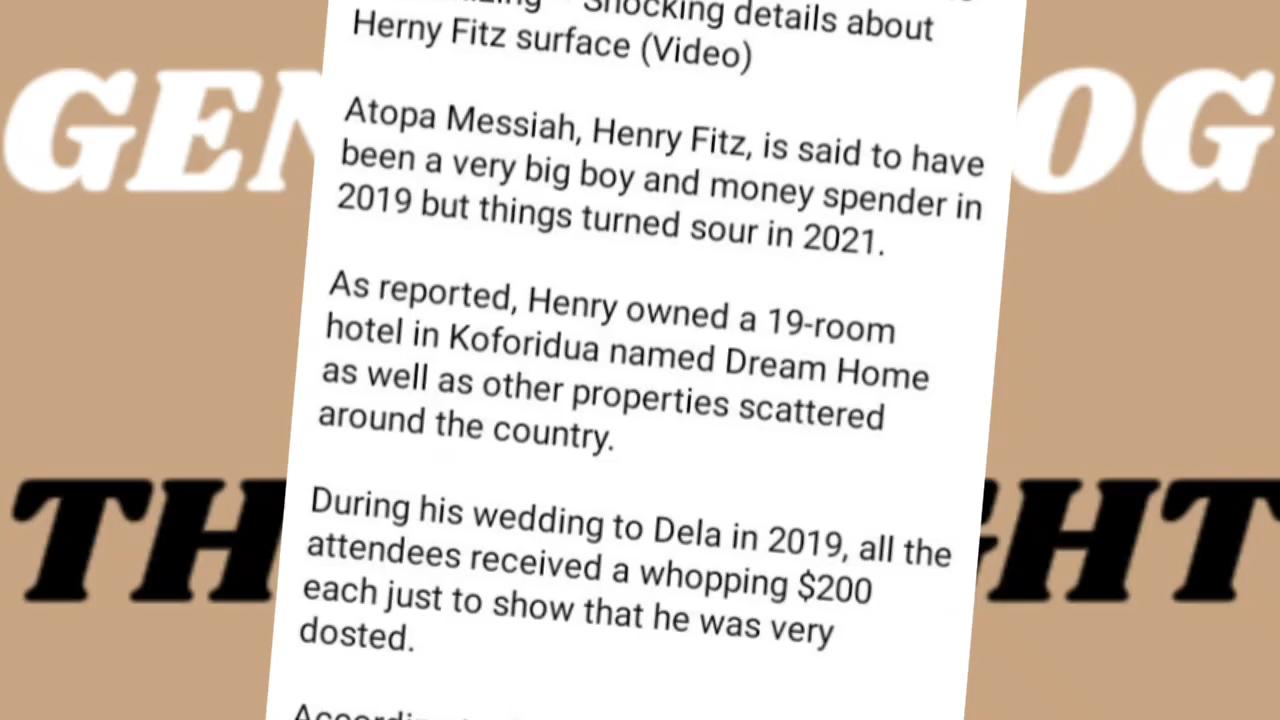 Shocking details about
Herny Fitz surface (Video)
Atopa Messiah, Henry Fitz, is said to have
been a very big boy and money spender in
2019 but things turned sour in 2021.
As reported, Henry owned a 19-room
hotel in Koforidua named Dream Home
as well as other properties scattered
around the country.
During his wedding to Dela in 2019, all the
attendees received a whopping $200
each just to show that he was very
dosted.